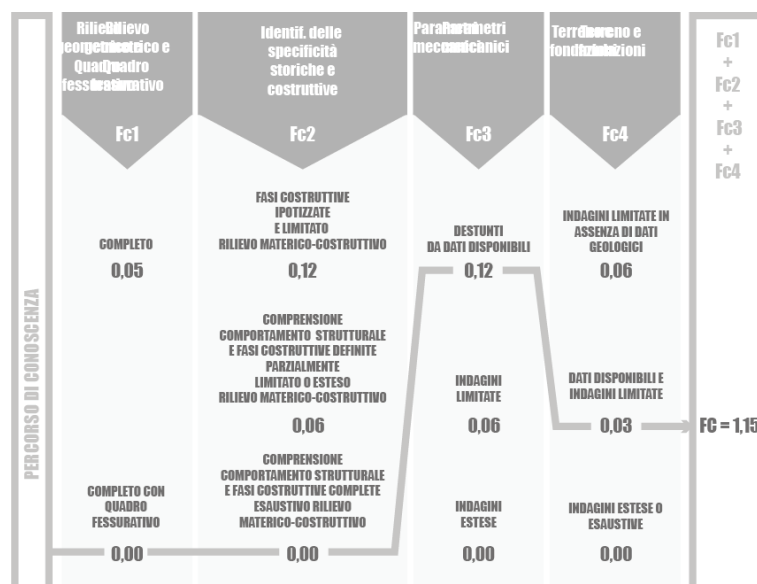 PERCORSO DI CONOSCENZA
Rilievo
geometrico e
Quadro
fessurativo
Fc1
COMPLETO
0,05
COMPLETO CON
QUADRO
FESSURATIVO
0,00
Identif. delle
specificità
storiche e
costruttive
Fc2
FASI COSTRUTTIVE
IPOTIZZATE
E LIMITATO
RILIEVO MATERICO-COSTRUTTIVO
0,12
COMPRENSIONE
COMPORTAMENTO STRUTTURALE
E FASI COSTRUTTIVE DEFINITE
PARZIALMENTE
LIMITATO O ESTESO
RILIEVO MATERICO-COSTRUTTIVO
0,06
COMPRENSIONE
COMPORTAMENTO STRUTTURALE
E FASI COSTRUTTIVE COMPLETE
ESAUSTIVO RILIEVO
MATERICO-COSTRUTTIVO
0,00
Parametri
meccanici
Fc3
DESTUNTI
DA DATI DISPONIBILI
0,12
INDAGINI
LIMITATE
0,06
INDAGINI
ESTESE
0,00
Terreno e
fondazioni
Fc4
INDAGINI LIMITATE IN
ASSENZA DI DATI
GEOLOGICI
0,06
DATI DISPONIBILI E
INDAGINI LIMITATE
0,03
INDAGINI ESTESE O
ESAUSTIVE
0,00
Fc1
+
Fc2
+
Fc3
+
Fc4
FC = 1,15